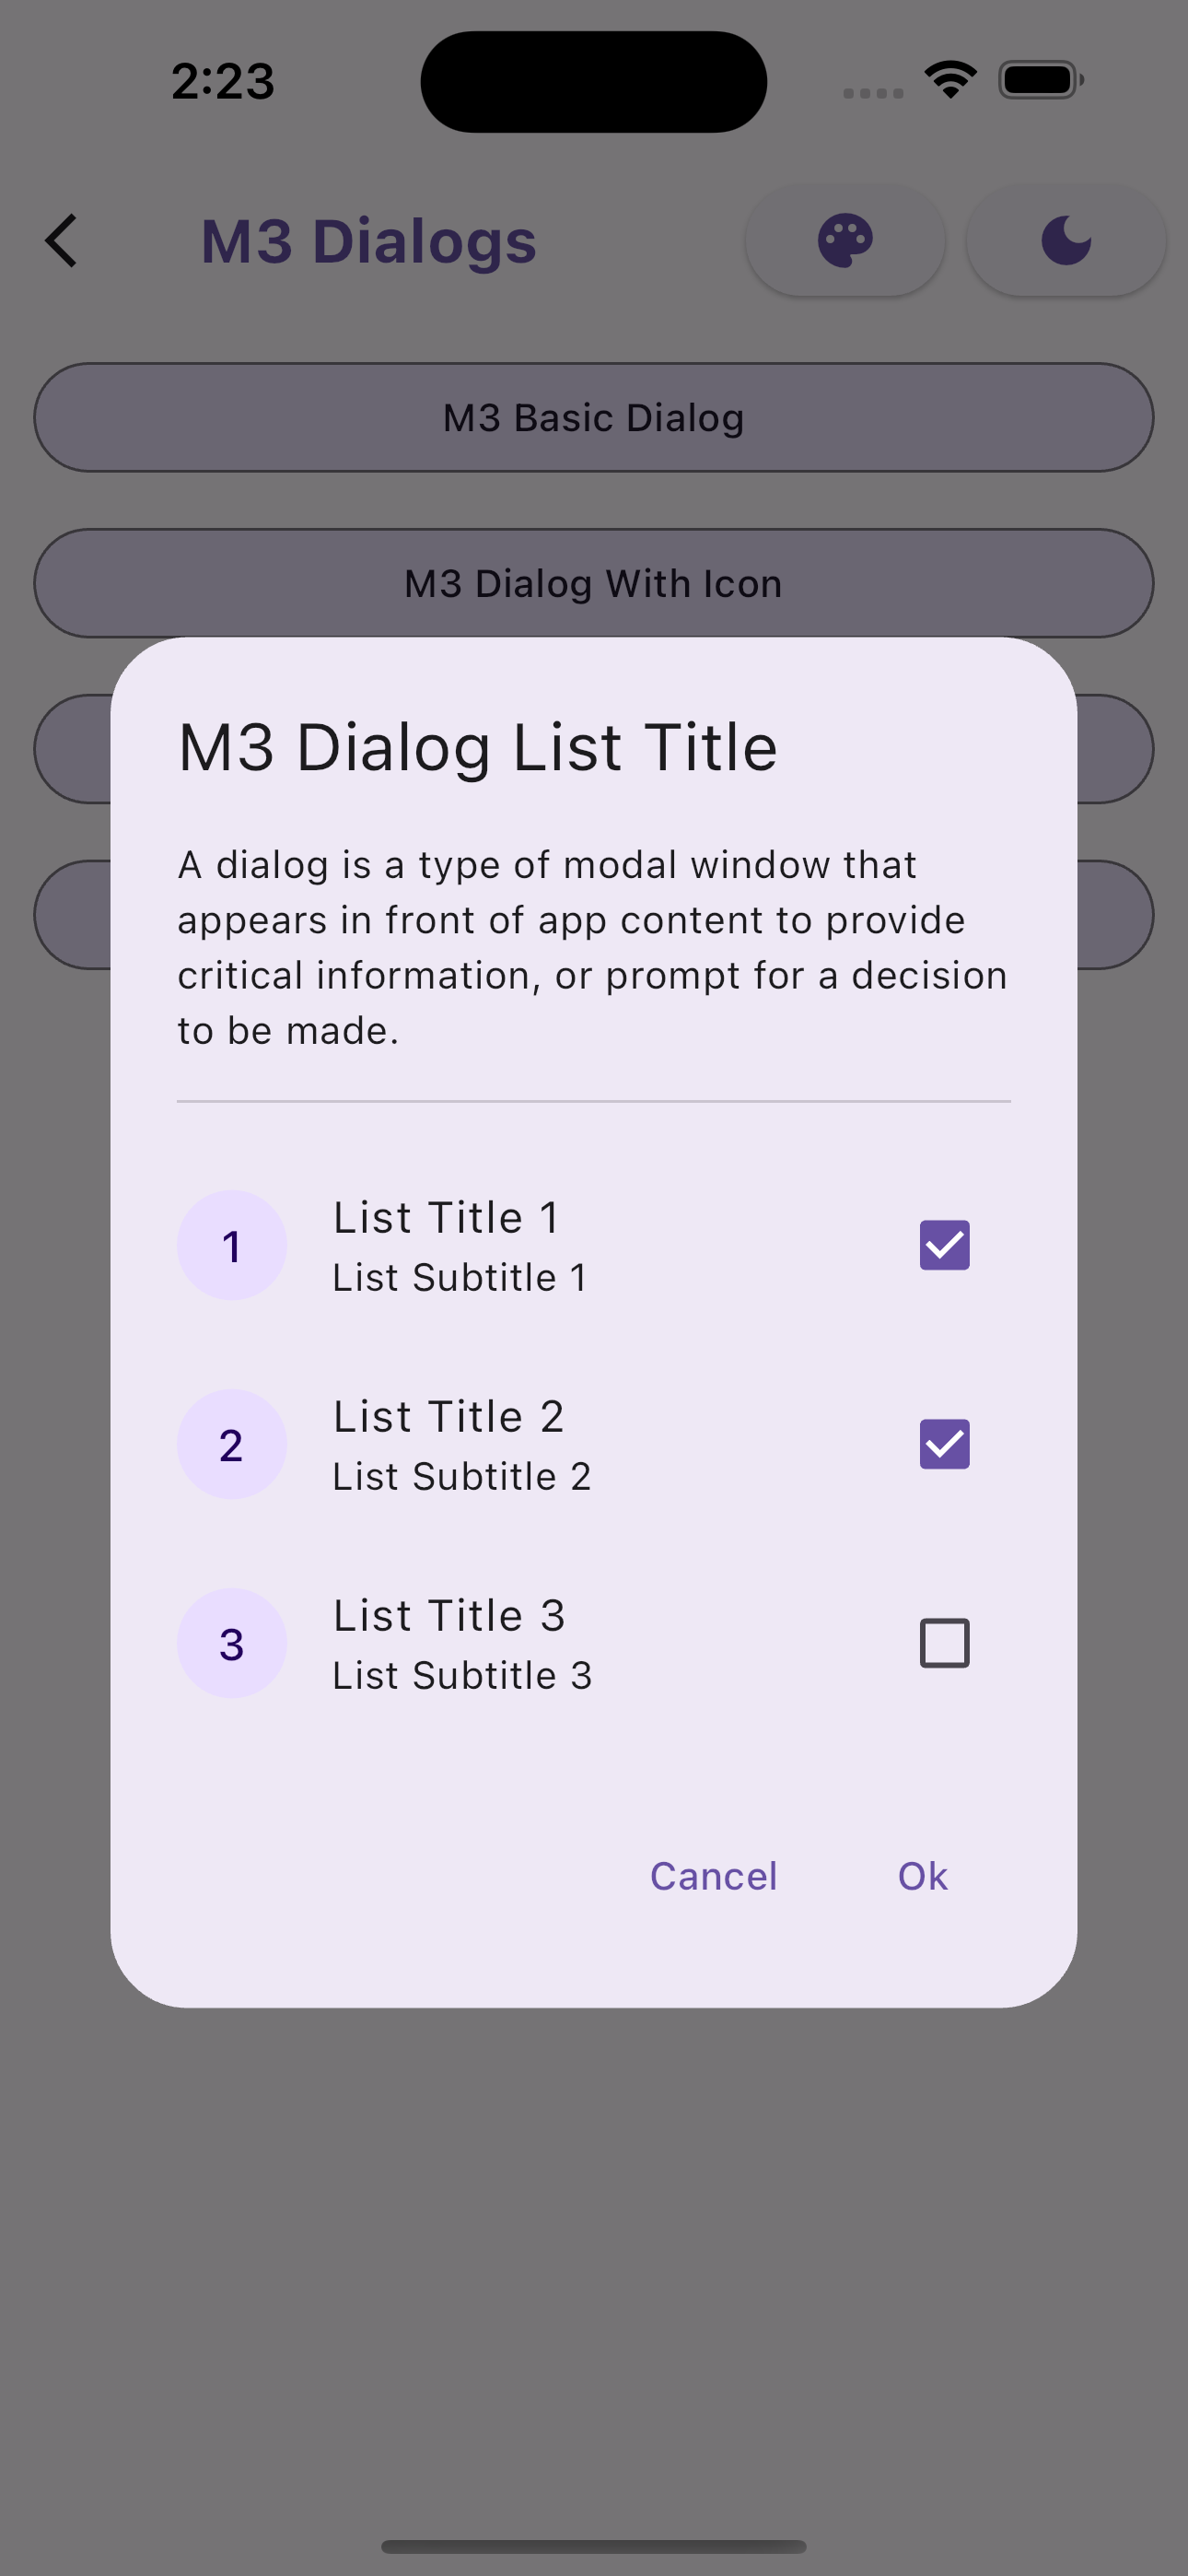 2:23
M3 Dialogs
M3 Basic Dialog
M3 Dialog With Icon
M3 Dialog List Title
A dialog is a type of modal window that
appears in front of app content to provide
critical information, or prompt for a decision
to be made.
1
List Title 1
List Subtitle 1
2
List Title 2
List Subtitle 2
3
List Title 3
List Subtitle 3
Cancel
Ok